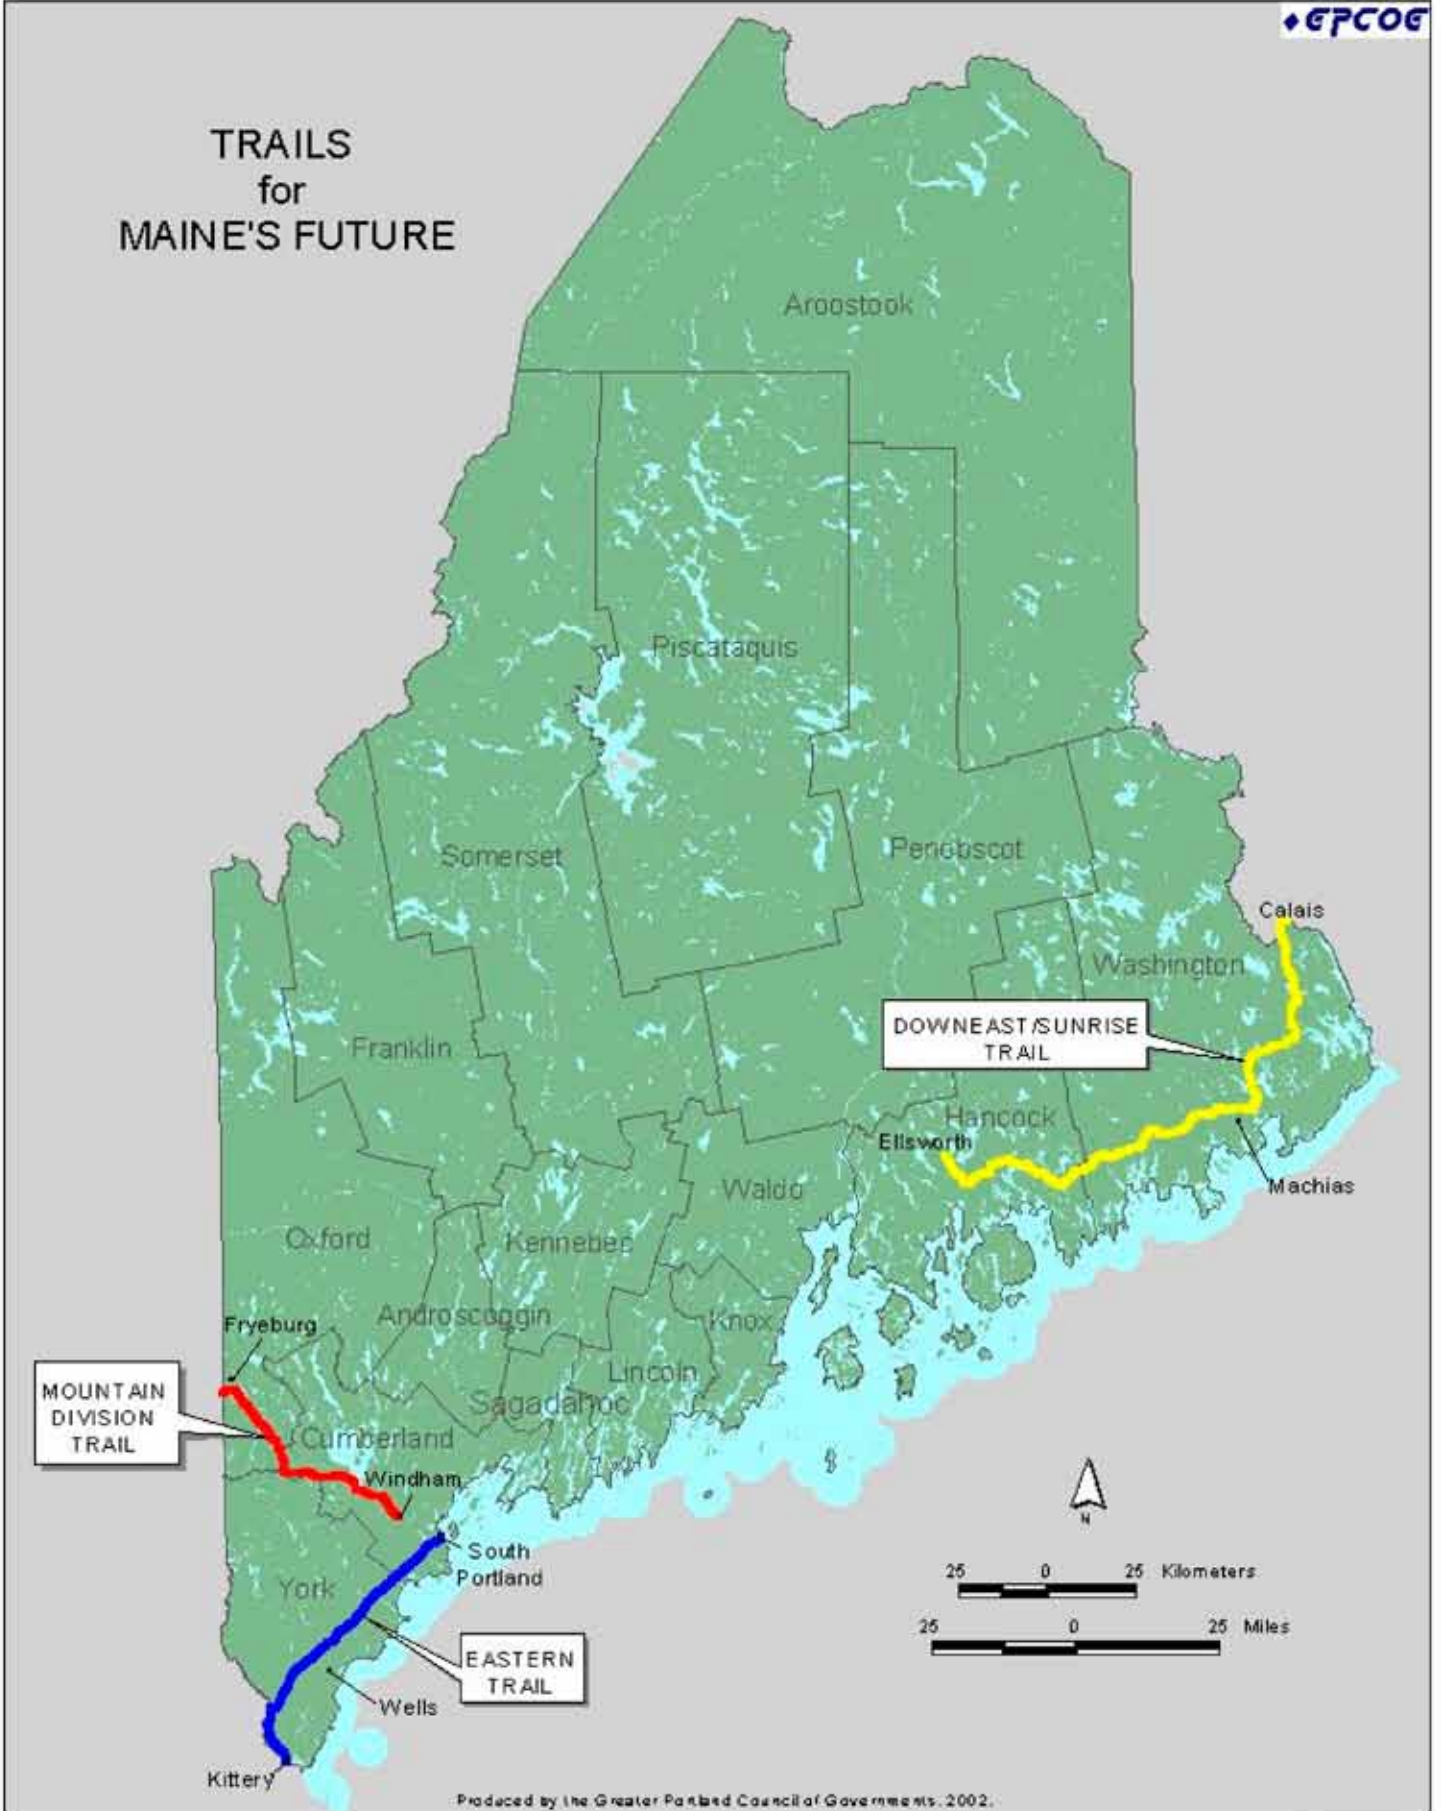 GPCOG
TRAILS
for
MAINE'S FUTURE
Aroostook
Piscataquis
Somerset
Penobscot
Calais
Washington
DOWNEAST/SUNRISE
TRAIL
Franklin
Hancock
Ellsworth
Machias
Waldo
Oxford
Kennebec
Androscoggin
Knox
Fryeburg
Lincoln
Sagadahoc
MOUNTAIN
DIVISION
TRAIL
Cumberland
Windham
N
South
Portland
25 0 25 Kilometers
York
25 0 25 Miles
EASTERN
TRAIL
Wells
Kittery
Produced by the Greater Portland Council of Governments, 2002.